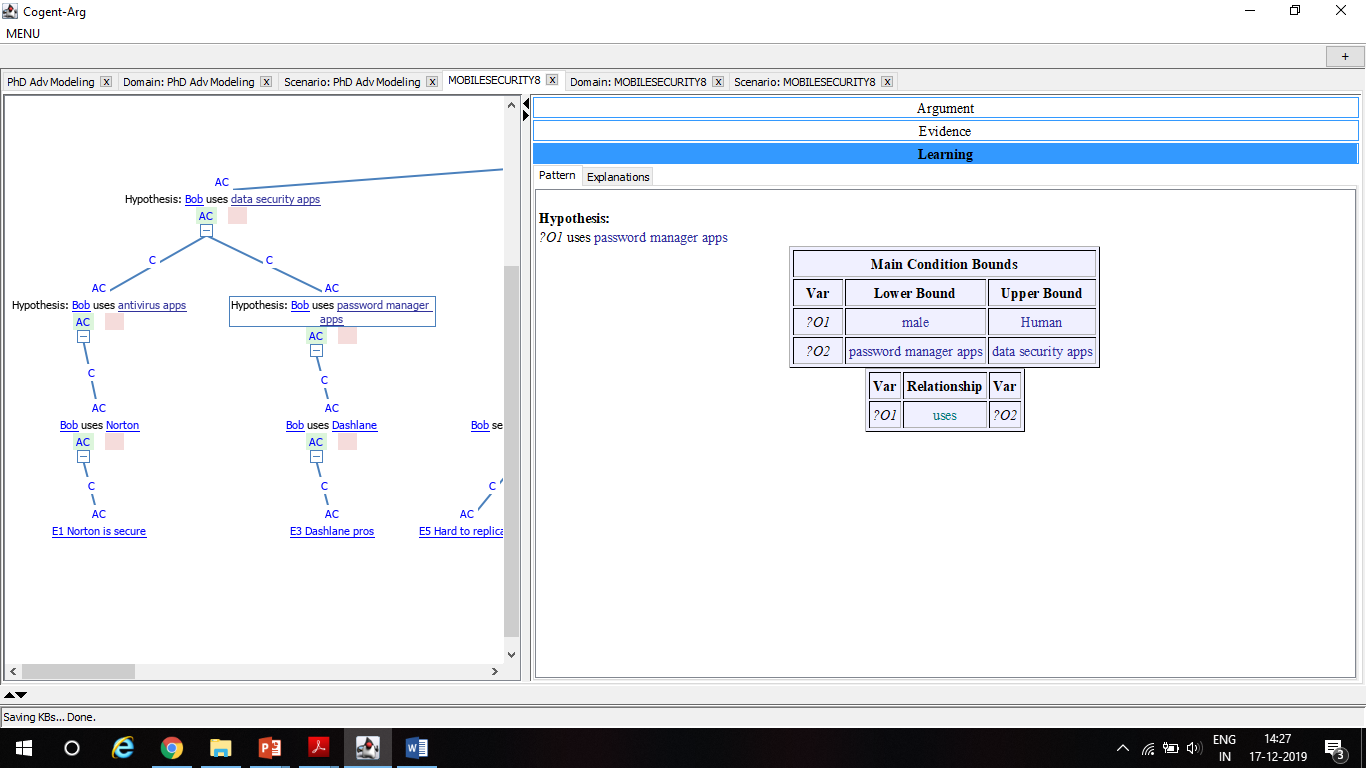 Cogent-Arg
MENU
+
PhD Adv Modeling x Domain: PhD Adv Modeling x Scenario: PhD Adv Modeling x MOBILESECURITY8 x Domain: MOBILESECURITY8 x Scenario: MOBILESECURITY8 x
AC
Hypothesis: Bob uses data security apps
AC
C C
AC AC
Hypothesis: Bob uses antivirus apps
Hypothesis: Bob uses password manager
apps
AC AC
C C
AC AC
Bob uses Norton Bob uses Dashlane Bob se
AC AC
C C C
AC AC AC
E1 Norton is secure E3 Dashlane pros E5 Hard to replica
Argument
Evidence
Learning
Pattern Explanations
Hypothesis:
?O1 uses password manager apps
Main Condition Bounds
Var Lower Bound Upper Bound
?O1 male Human
?O2 password manager apps data security apps
Var Relationship Var
?O1 uses ?O2
Saving KBs... Done.
ENG 14:27
IN 17-12-2019 3